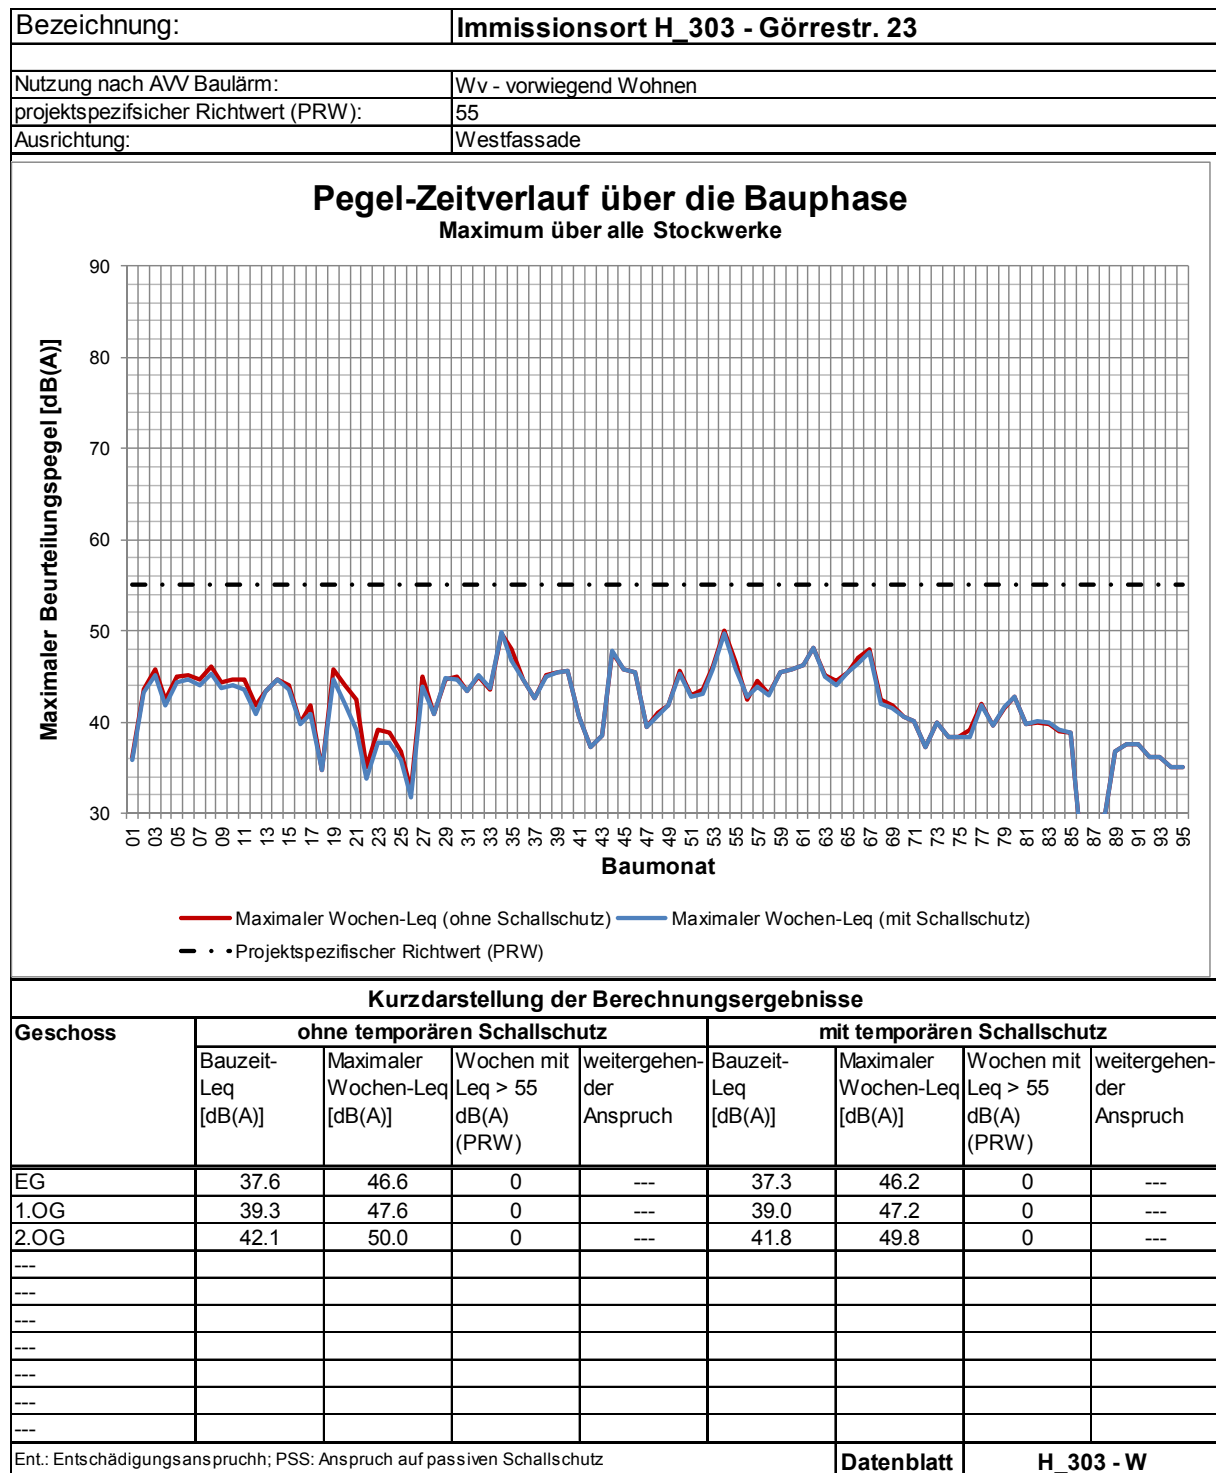 Bezeichnung: Immissionsort H_303 - Görrestr. 23
Nutzung nach AVV Baulärm: Wv - vorwiegend Wohnen
projektspezifsicher Richtwert (PRW): 55
Ausrichtung: Westfassade
Pegel-Zeitverlauf über die Bauphase
Maximum über alle Stockwerke
Maximaler Beurteilungspegel [dB(A)]
90
80
70
60
50
40
30
01 03 05 07 09 11 13 15 17 19 21 23 25 27 29 31 33 35 37 39 41 43 45 47 49 51 53 55 57 59 61 63 65 67 69 71 73 75 77 79 81 83 85 87 89 91 93 95
Baumonat
Maximaler Wochen-Leq (ohne Schallschutz) Maximaler Wochen-Leq (mit Schallschutz)
Projektspezifischer Richtwert (PRW)
Kurzdarstellung der Berechnungsergebnisse
Geschoss ohne temporären Schallschutz mit temporären Schallschutz
Bauzeit- Maximaler Wochen mit weitergehen- Bauzeit- Maximaler Wochen mit weitergehen-
Leq Wochen-Leq Leq > 55 der Leq Wochen-Leq Leq > 55 der
[dB(A)] [dB(A)] dB(A) Anspruch [dB(A)] [dB(A)] dB(A) Anspruch
(PRW) (PRW)
EG 37.6 46.6 0 --- 37.3 46.2 0 ---
1.OG 39.3 47.6 0 --- 39.0 47.2 0 ---
2.OG 42.1 50.0 0 --- 41.8 49.8 0 ---
---
---
---
---
---
---
---
Ent.: Entschädigungsanspruchh; PSS: Anspruch auf passiven Schallschutz Datenblatt H_303 - W